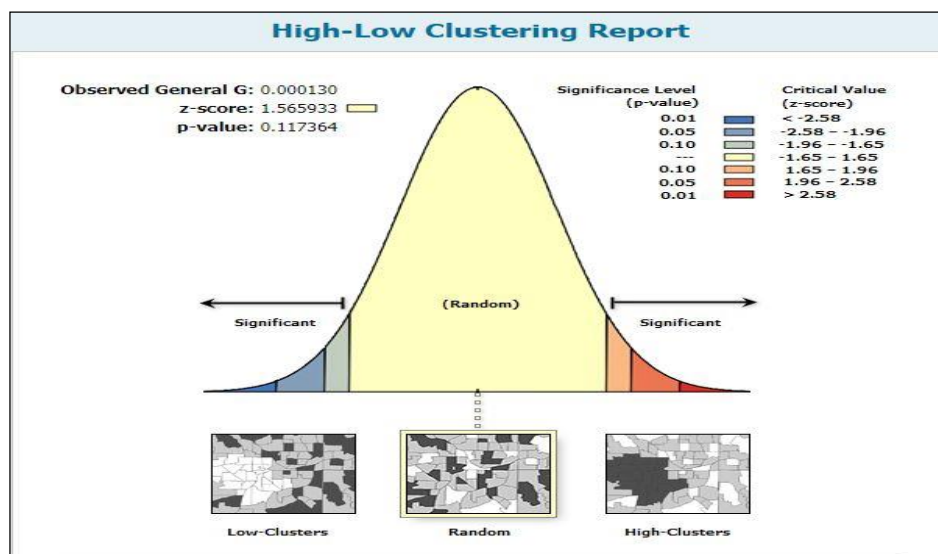 High-Low Clustering Report
Observed General G: 0.000130
z-score: 1.565933
p-value: 0.117364
Significance Level
(p-value)
Critical Value
(z-score)
0.01 < -2.58
0.05 -2.58 – -1.96
0.10 -1.96 – -1.65
--- -1.65 – 1.65
0.10 1.65 – 1.96
0.05 1.96 – 2.58
0.01 > 2.58
(Random)
Significant
Significant
Low-Clusters
Random
High-Clusters